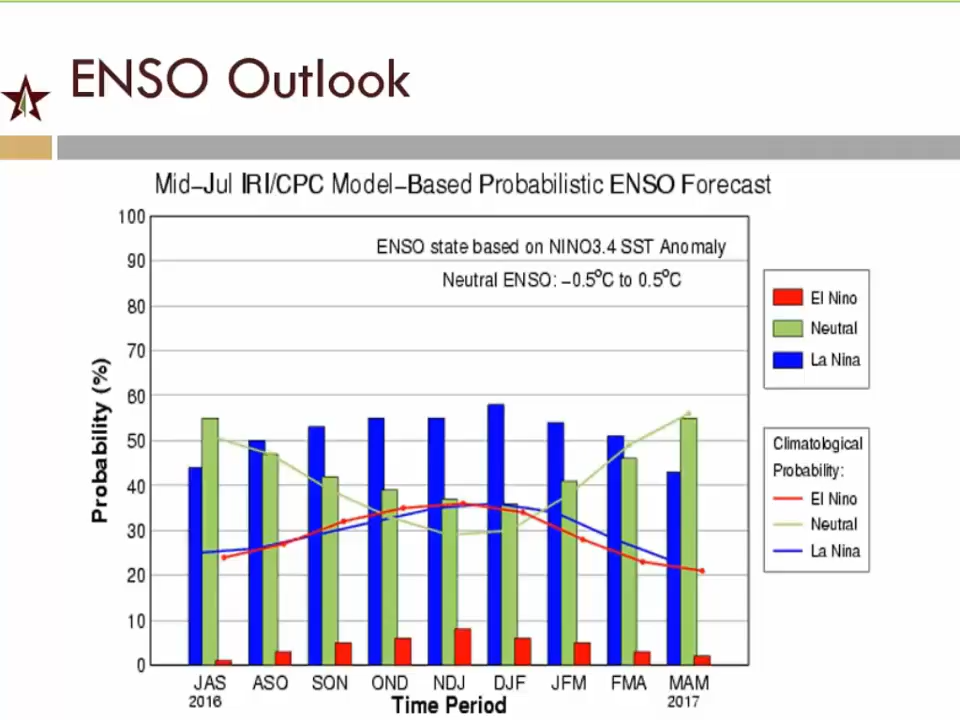 ENSO Outlook
Mid-Jul IRI/CPC Model-Based Probabilistic ENSO Forecast
ENSO state based on NINO3.4 SST Anomaly
Neutral ENSO: -0.5°C to 0.5°C
Probability (%)
100
90
80
70
60
50
40
30
20
10
0
JAS ASO SON OND NDJ DJF JFM FMA MAM
2016 2017
Time Period
El Nino
Neutral
La Nina
Climatological
Probability:
El Nino
Neutral
La Nina